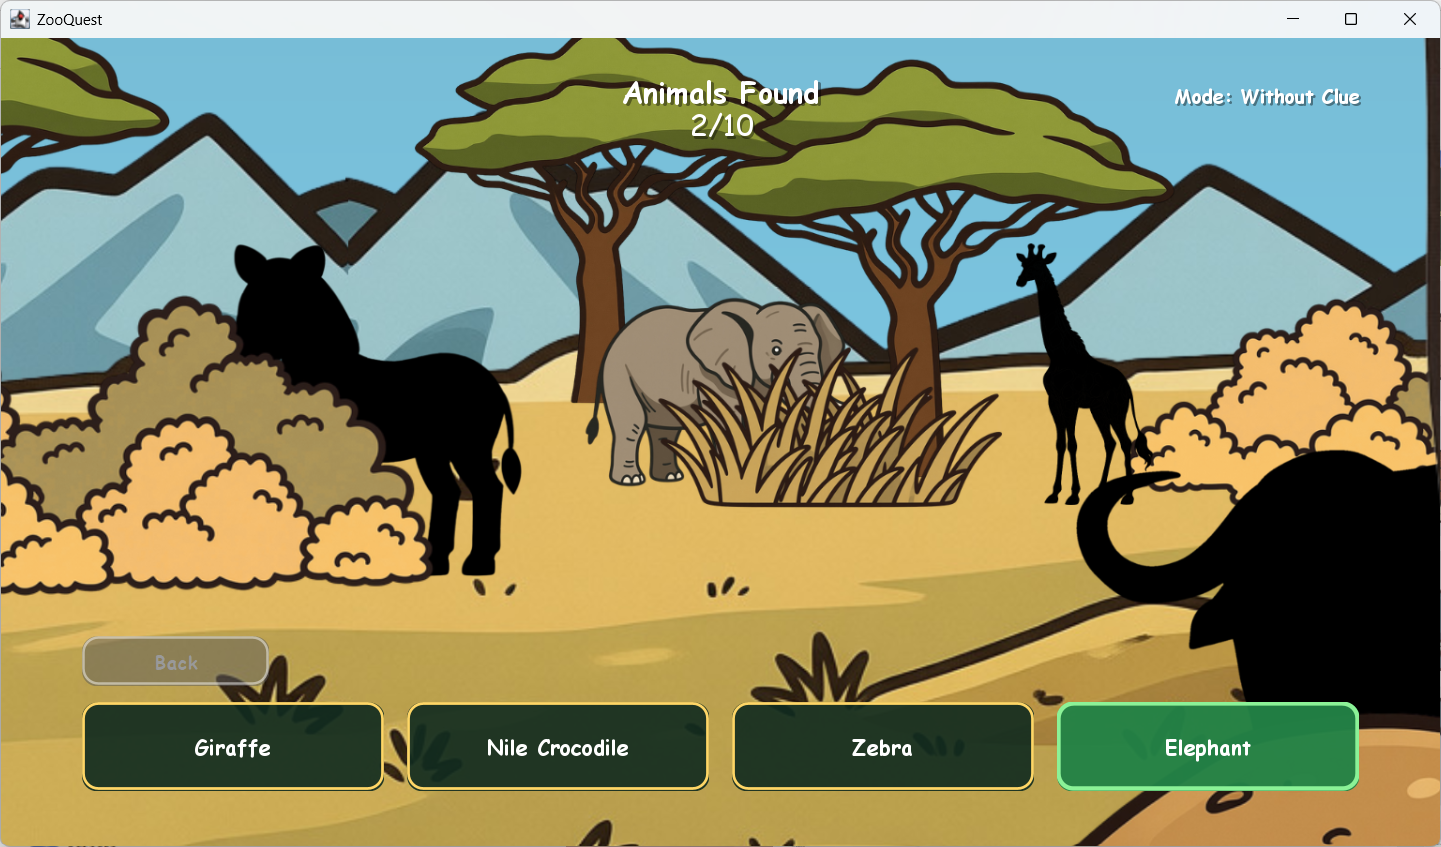 ZooQuest
Animals Found
2/10
Mode: Without Clue
Back
Giraffe
Nile Crocodile
Zebra
Elephant